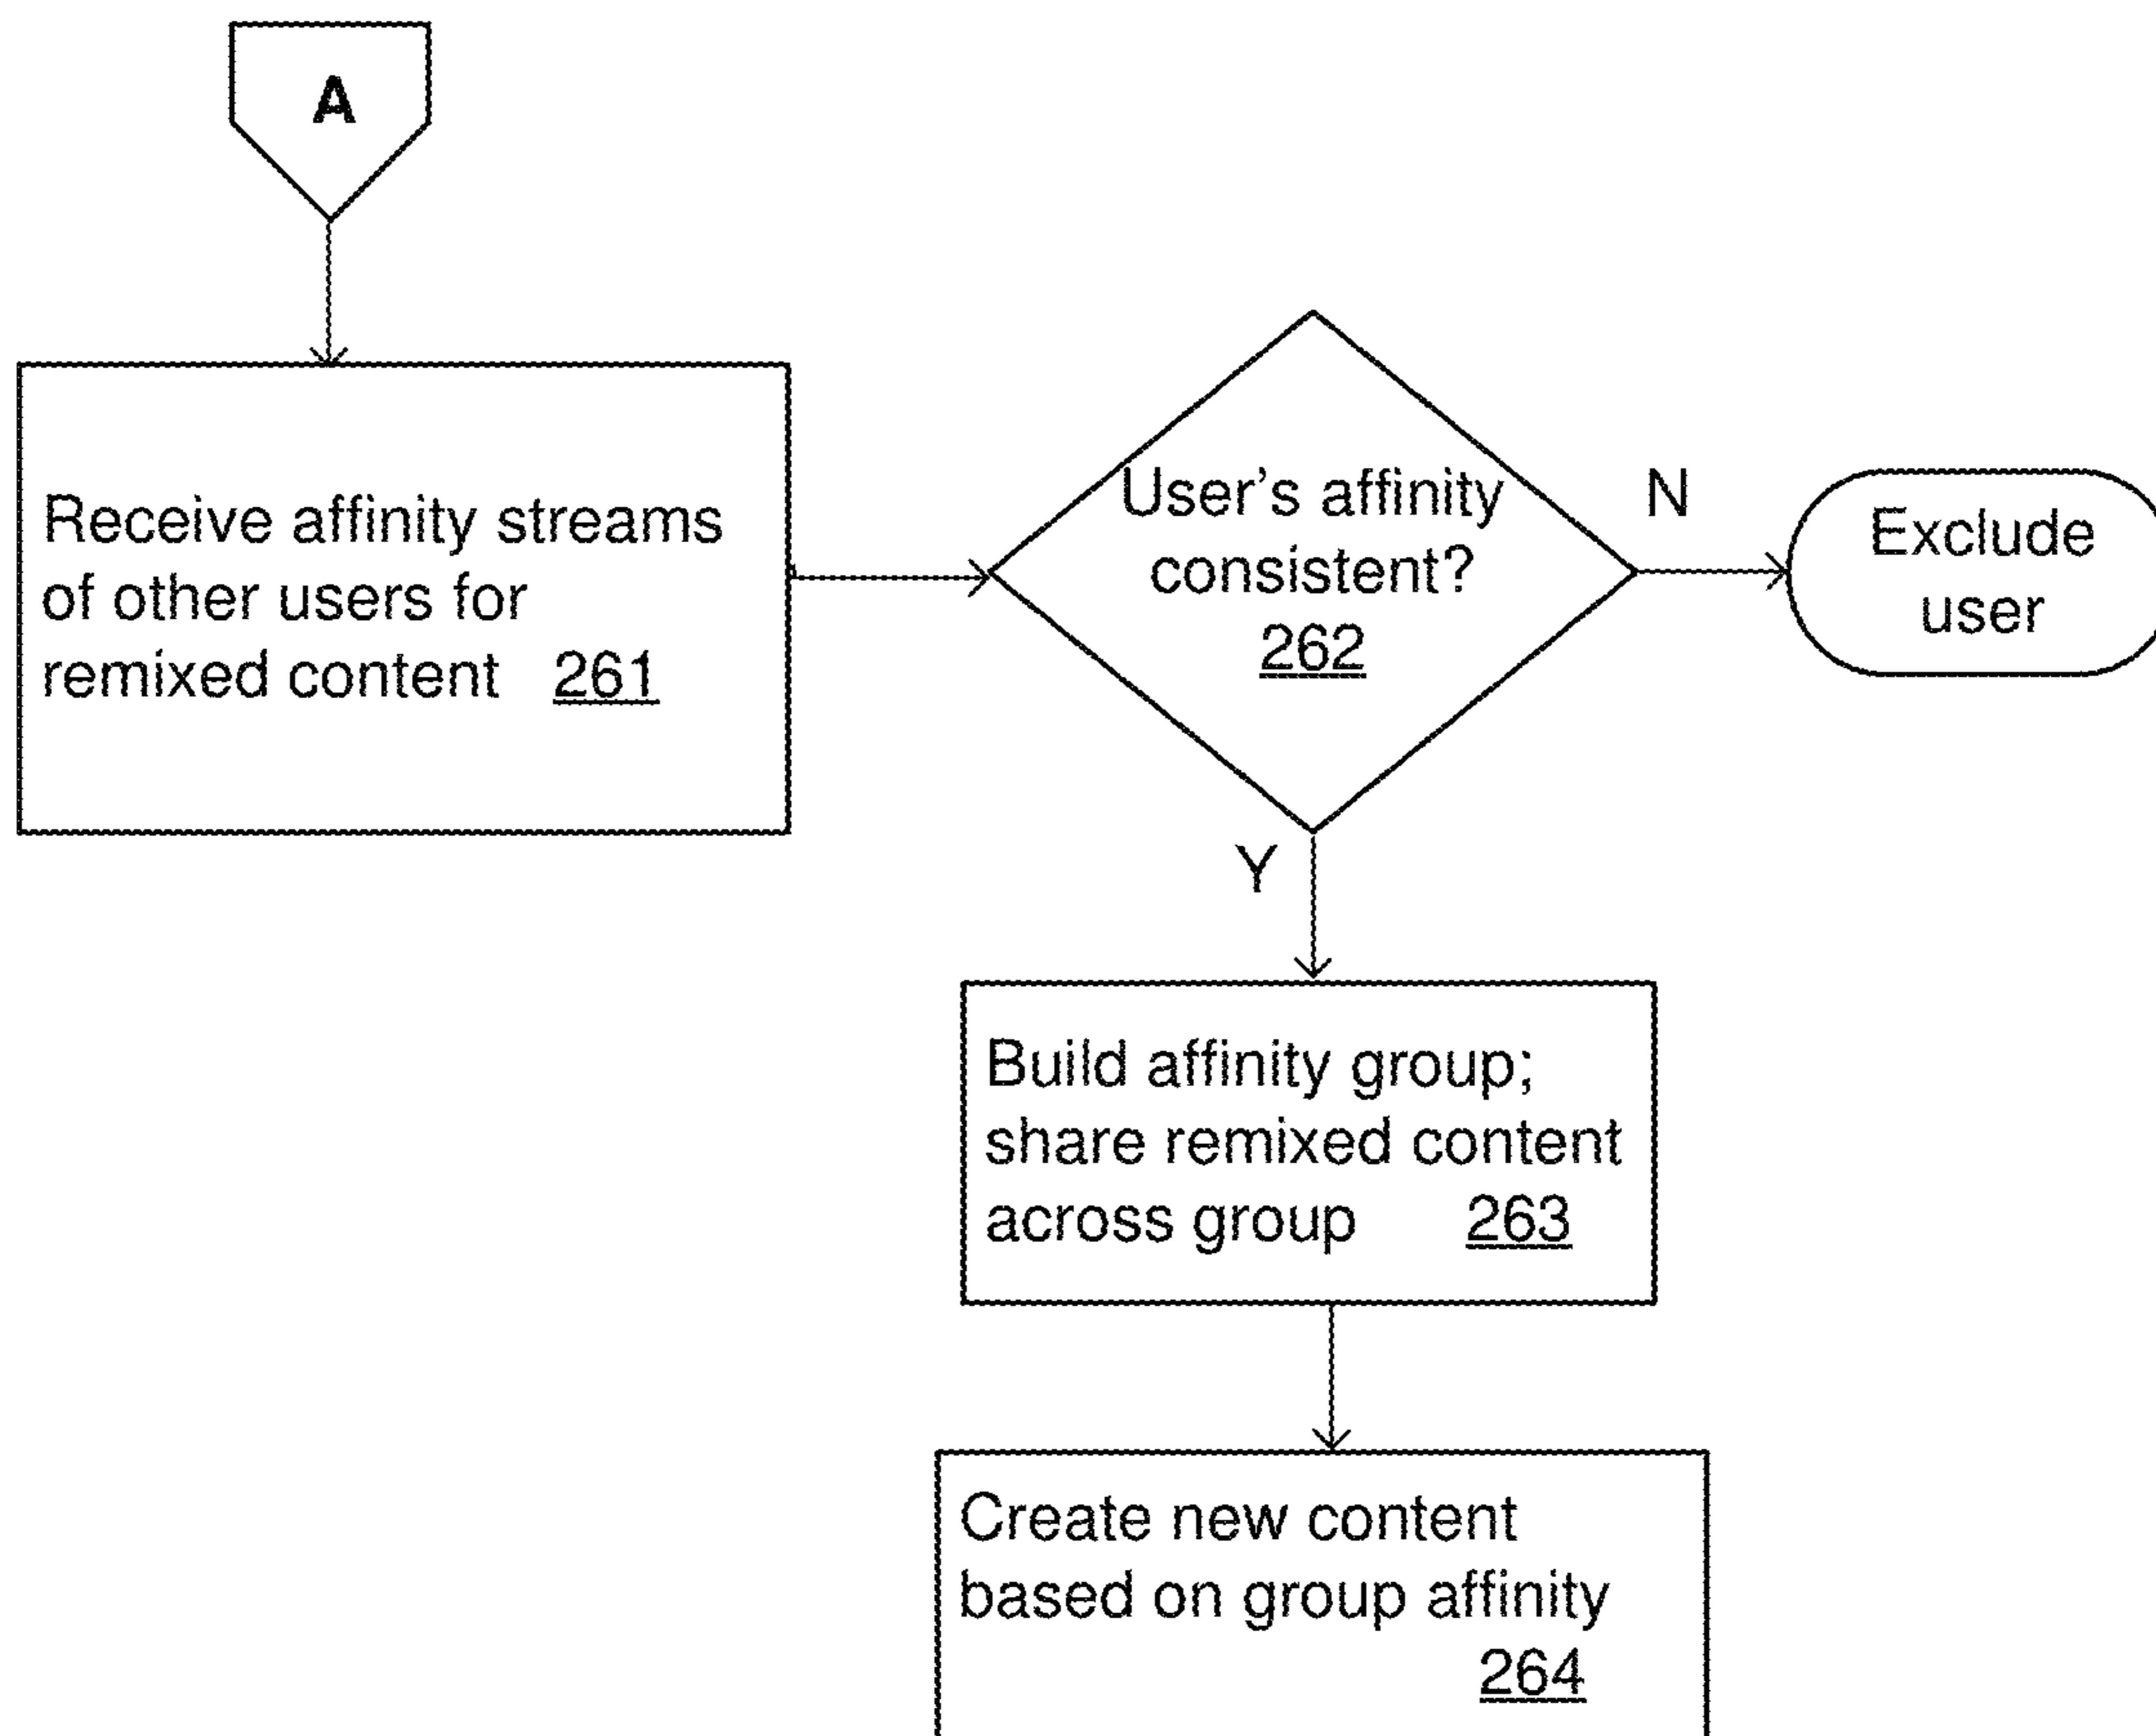 A
Receive affinity streams
of other users for
remixed content 261
User's affinity
consistent?
262
N
Exclude
user
Y
Build affinity group;
share remixed content
across group 263
Create new content
based on group affinity
264